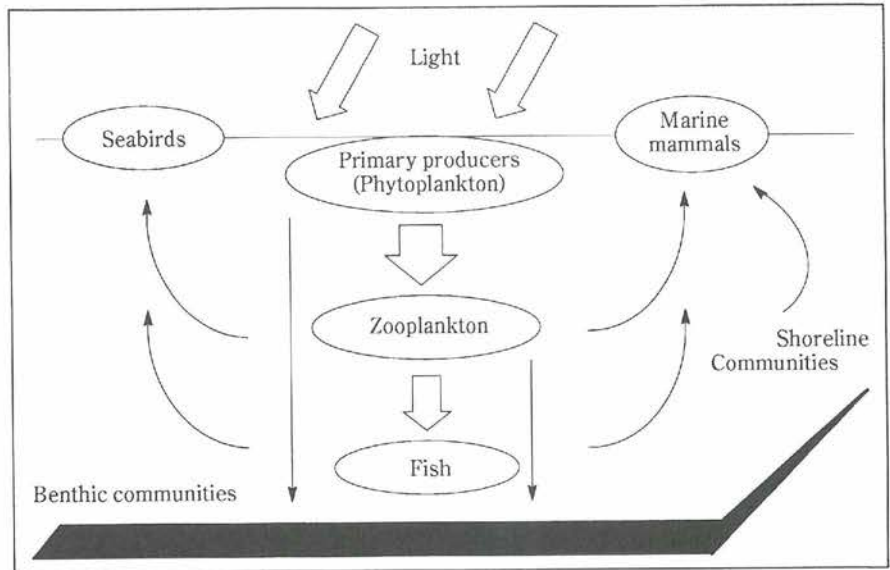 Light
Seabirds
Marine
mammals
Primary producers
(Phytoplankton)
Zooplankton
Shoreline
Communities
Fish
Benthic communities